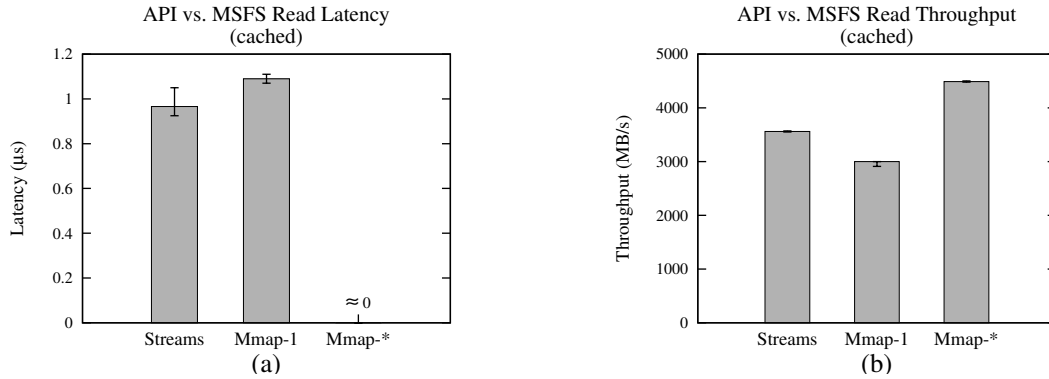 API vs. MSFS Read Latency
(cached)
1.2
1
0.8
0.6
0.4
0.2
0
Latency (µs)
≈ 0
Streams Mmap-1 Mmap-*
(a)
API vs. MSFS Read Throughput
(cached)
5000
4000
3000
2000
1000
0
Throughput (MB/s)
Streams Mmap-1 Mmap-*
(b)